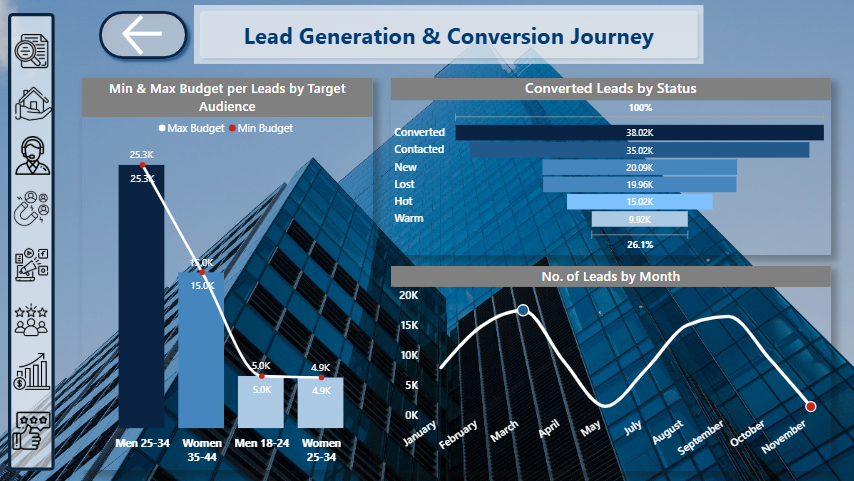 Lead Generation & Conversion Journey
Min & Max Budget per Leads by Target
Audience
Max Budget
Min Budget
25.3K
25.3K
15.0K
15.0K
5.0K
5.0K
4.9K
4.9K
Men 25-34
Women
35-44
Men 18-24
Women
25-34
Converted Leads by Status
100%
Converted 38.02K
Contacted 35.02K
New 20.09K
Lost 19.96K
Hot 15.02K
Warm 9.92K
26.1%
No. of Leads by Month
20K
15K
10K
5K
0K
January
February
March
April
May
July
August
September
October
November